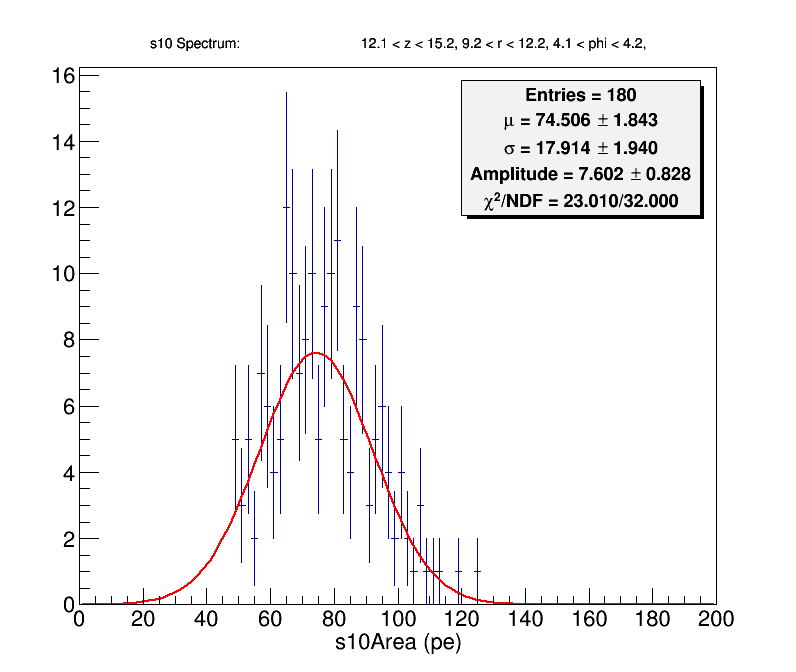 s10 Spectrum: 12.1 < z < 15.2, 9.2 < r < 12.2, 4.1 < phi < 4.2,
Entries = 180
μ = 74.506 ± 1.843
σ = 17.914 ± 1.940
Amplitude = 7.602 ± 0.828
χ²/NDF = 23.010/32.000
16
14
12
10
8
6
4
2
0
0 20 40 60 80 100 120 140 160 180 200
s10Area (pe)